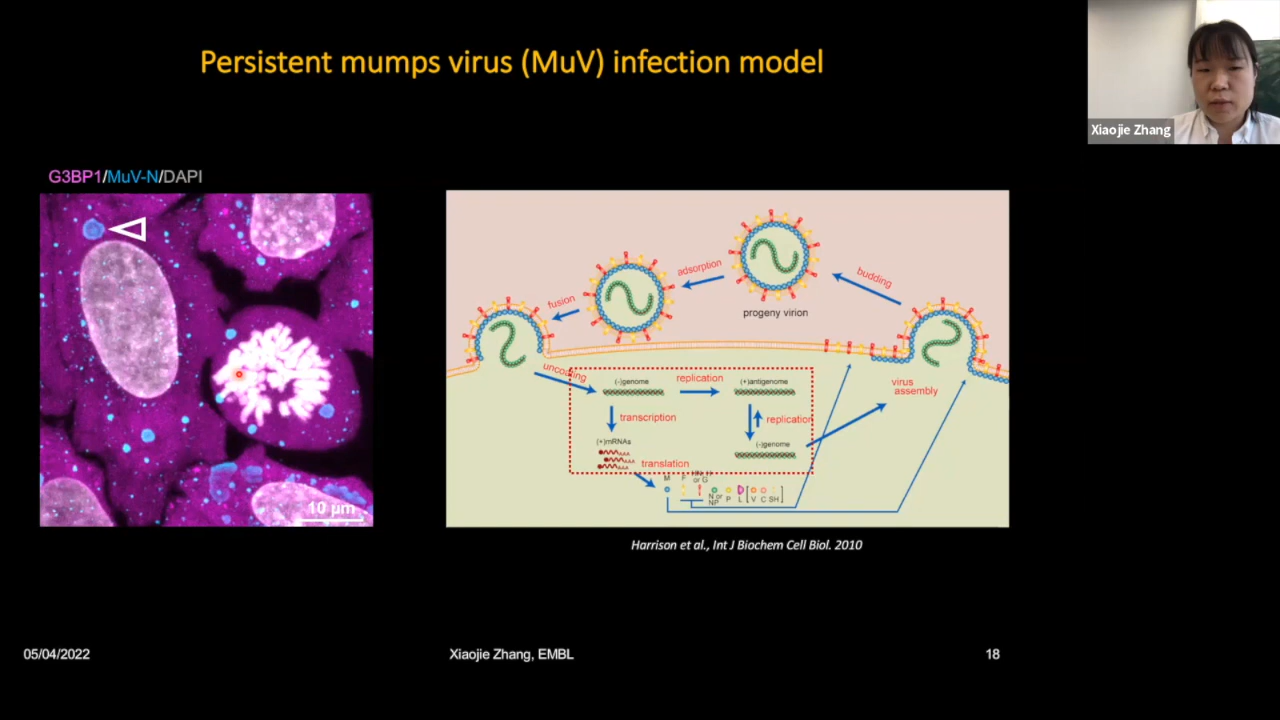 Persistent mumps virus (MuV) infection model
Xiaojie Zhang
G3BP1/MuV-N/DAPI
10 µm
adsorption
budding
fusion
progeny virion
uncoating
(-)genome
replication
(+)antigenome
virus
assembly
transcription
replication
(+)mRNAs
(-)genome
translation
M
F
or G
N or
NP
P
L
V
C
SH
Harrison et al., Int J Biochem Cell Biol. 2010
05/04/2022
Xiaojie Zhang, EMBL
18